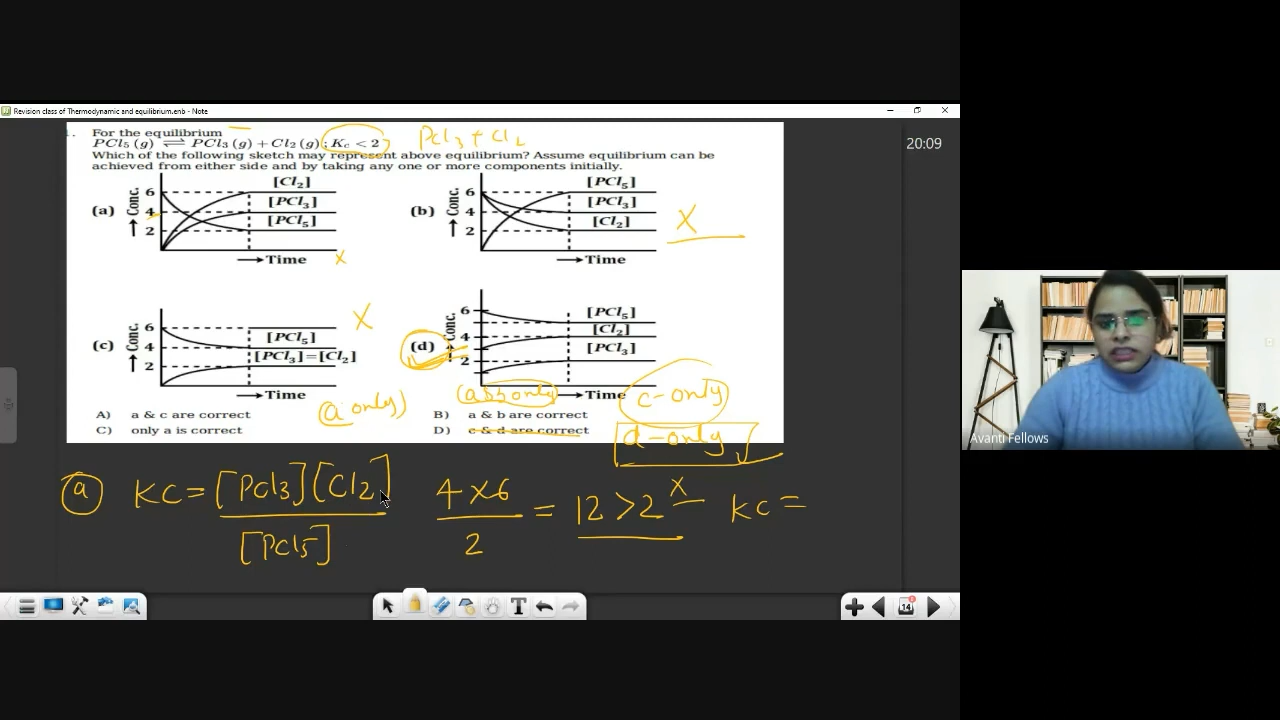 Revision class of Thermodynamic and equilibrium.enb - Note
20:09
1. For the equilibrium
PCl5 (g) ⇌ PCl3 (g) + Cl2 (g) ; Kc < 2
PCl3 + Cl2
Which of the following sketch may represent above equilibrium? Assume equilibrium can be
achieved from either side and by taking any one or more components initially.
(a) Conc. 6 4 2 [Cl2] [PCl3] [PCl5] Time X
(b) Conc. 6 4 2 [PCl5] [PCl3] [Cl2] Time X
(c) Conc. 6 4 2 [PCl5] [PCl3]=[Cl2] Time X
(d) Conc. 6 4 2 [PCl5] [Cl2] [PCl3] Time
(a only) (a & b only) c-only
A) a & c are correct
B) a & b are correct
C) only a is correct
D) c & d are correct
d-only
Avanti Fellows
(a) KC = [PCl3][Cl2] / [PCl5] 4 X 6 / 2 = 12 > 2 X KC =
T
14